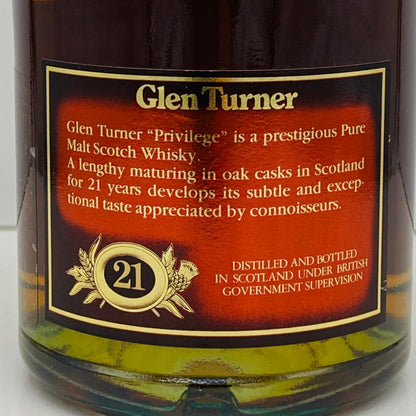 Glen Turner
Glen Turner “Privilege” is a prestigious Pure
Malt Scotch Whisky.
A lengthy maturing in oak casks in Scotland
for 21 years develops its subtle and excep-
tional taste appreciated by connoisseurs.
21
DISTILLED AND BOTTLED
IN SCOTLAND UNDER BRITISH
GOVERNMENT SUPERVISION